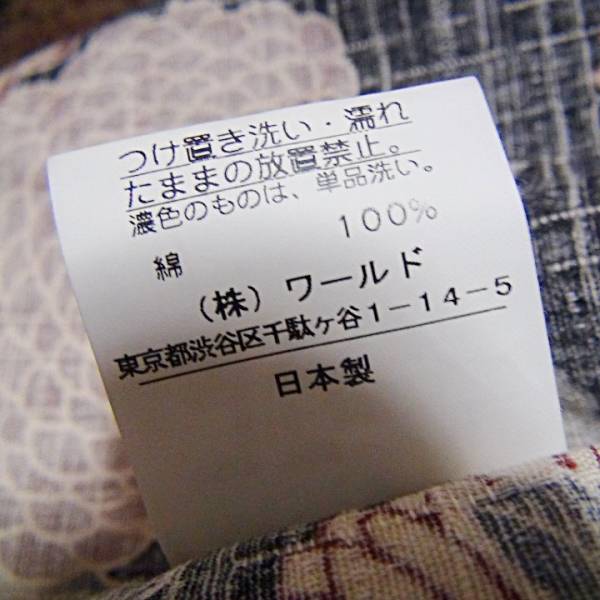 つけ置き洗い・濡れ
たままの放置禁止。
濃色のものは、単品洗い。
綿 100%
(株) ワールド
東京都渋谷区千駄ヶ谷1-14-5
日本製